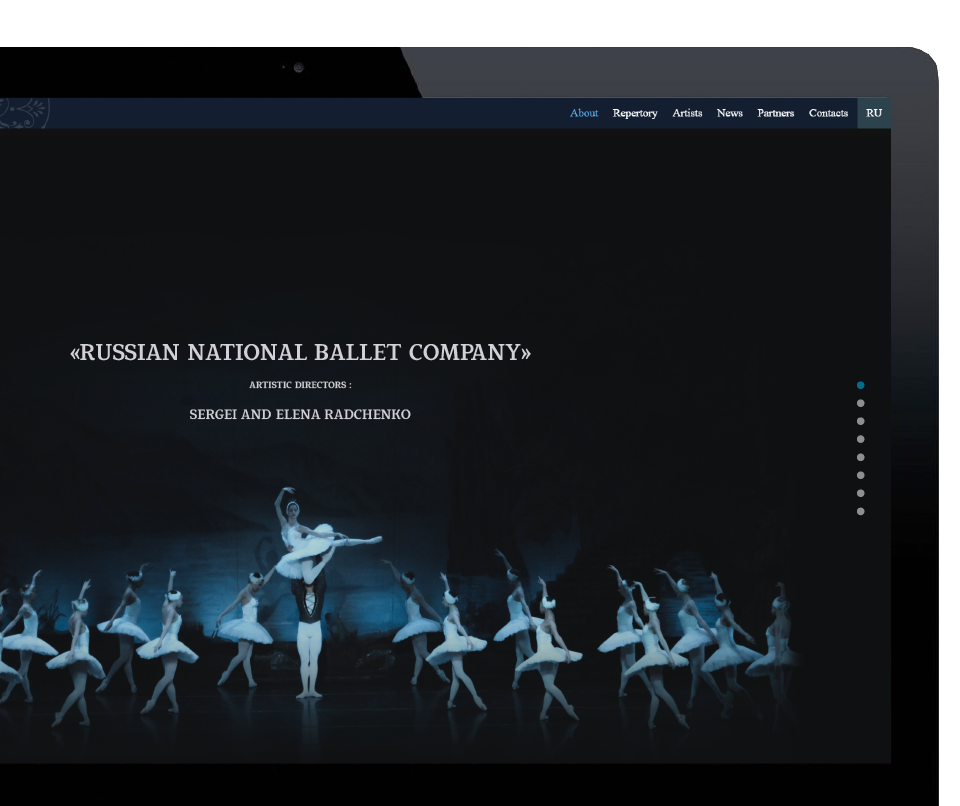 About Repertory Artists News Partners Contacts RU
«RUSSIAN NATIONAL BALLET COMPANY»
ARTISTIC DIRECTORS :
SERGEI AND ELENA RADCHENKO